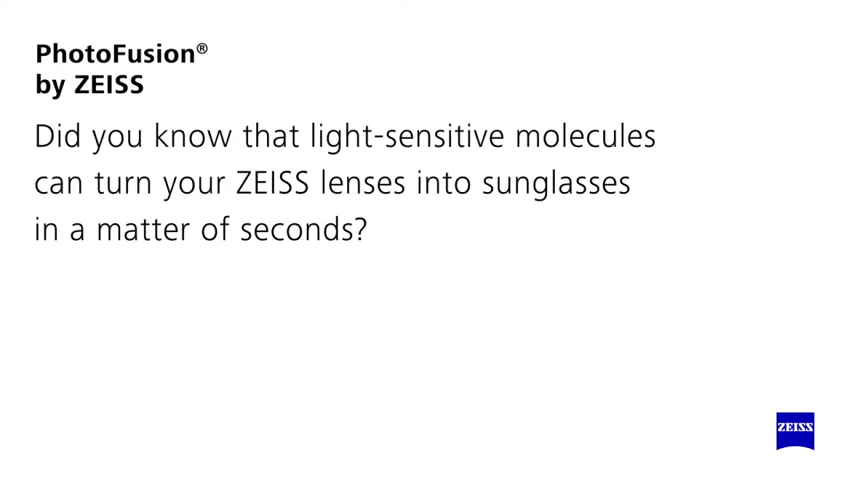 PhotoFusion®
by ZEISS
Did you know that light-sensitive molecules
can turn your ZEISS lenses into sunglasses
in a matter of seconds?
ZEISS